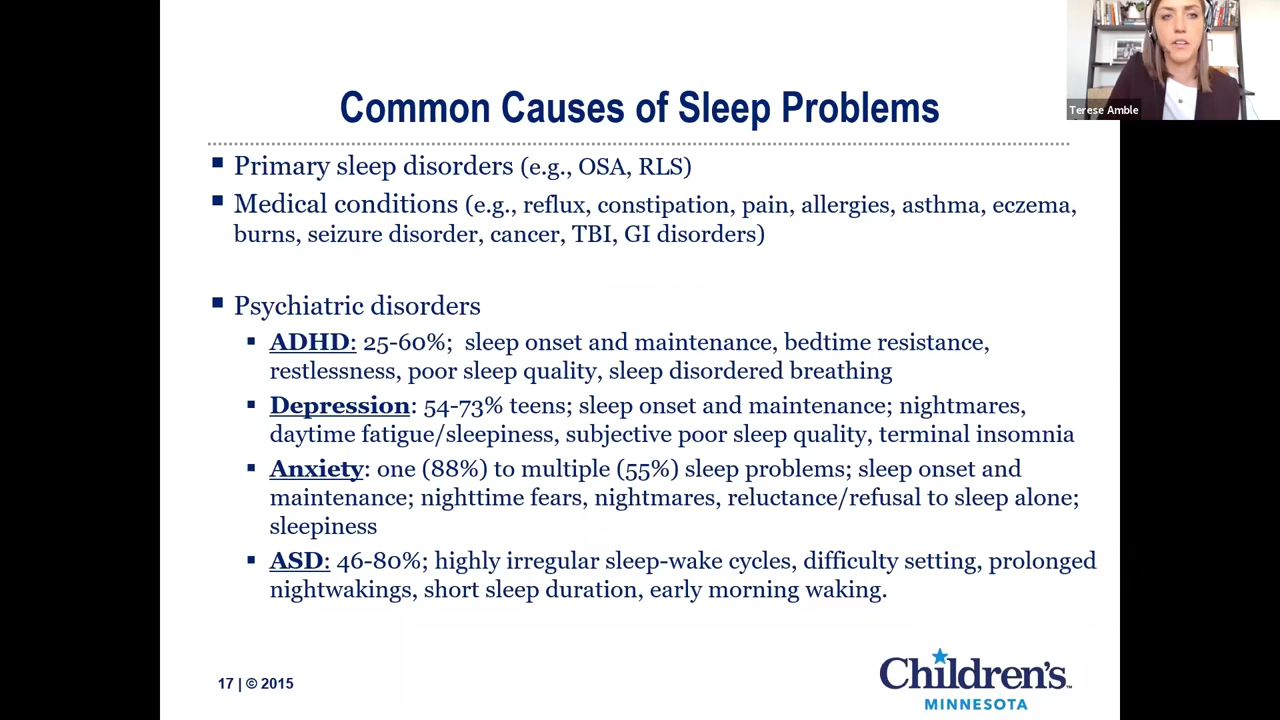 Common Causes of Sleep Problems
Terese Amble
▪ Primary sleep disorders (e.g., OSA, RLS)
▪ Medical conditions (e.g., reflux, constipation, pain, allergies, asthma, eczema,
burns, seizure disorder, cancer, TBI, GI disorders)
▪ Psychiatric disorders
▪ ADHD: 25-60%; sleep onset and maintenance, bedtime resistance,
restlessness, poor sleep quality, sleep disordered breathing
▪ Depression: 54-73% teens; sleep onset and maintenance; nightmares,
daytime fatigue/sleepiness, subjective poor sleep quality, terminal insomnia
▪ Anxiety: one (88%) to multiple (55%) sleep problems; sleep onset and
maintenance; nighttime fears, nightmares, reluctance/refusal to sleep alone;
sleepiness
▪ ASD: 46-80%; highly irregular sleep-wake cycles, difficulty setting, prolonged
nightwakings, short sleep duration, early morning waking.
17 | © 2015
Children's™
MINNESOTA